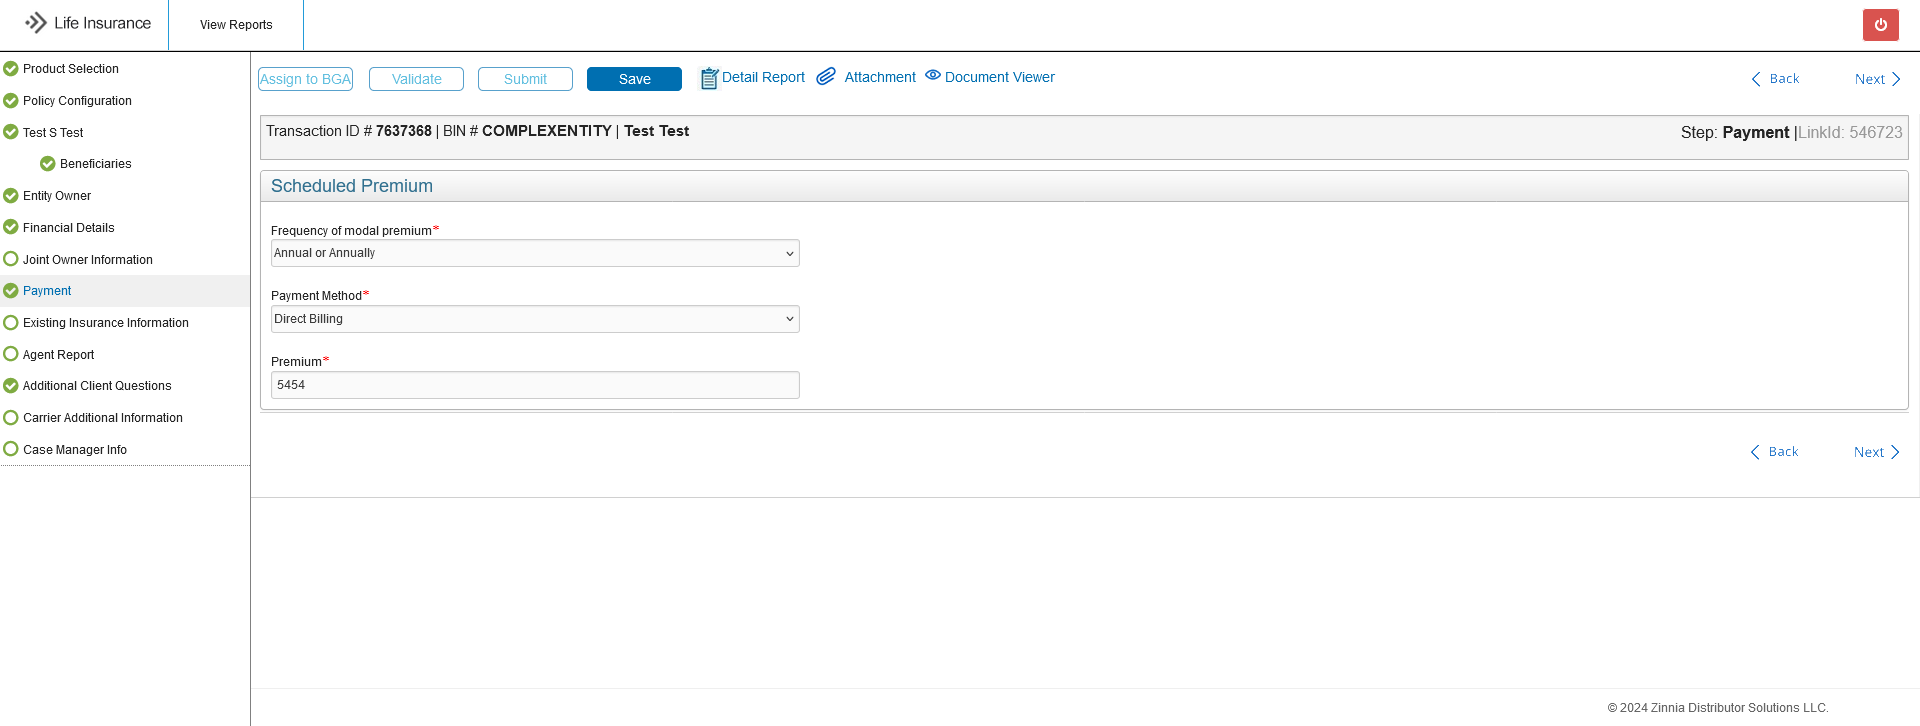 Life Insurance
View Reports
Product Selection
Policy Configuration
Test S Test
Beneficiaries
Entity Owner
Financial Details
Joint Owner Information
Payment
Existing Insurance Information
Agent Report
Additional Client Questions
Carrier Additional Information
Case Manager Info
Assign to BGA Validate Submit Save Detail Report Attachment Document Viewer Back Next
Transaction ID # 7637368 | BIN # COMPLEXENTITY | Test Test Step: Payment |LinkId: 546723
Scheduled Premium
Frequency of modal premium*
Annual or Annually
Payment Method*
Direct Billing
Premium*
5454
Back Next
© 2024 Zinnia Distributor Solutions LLC.